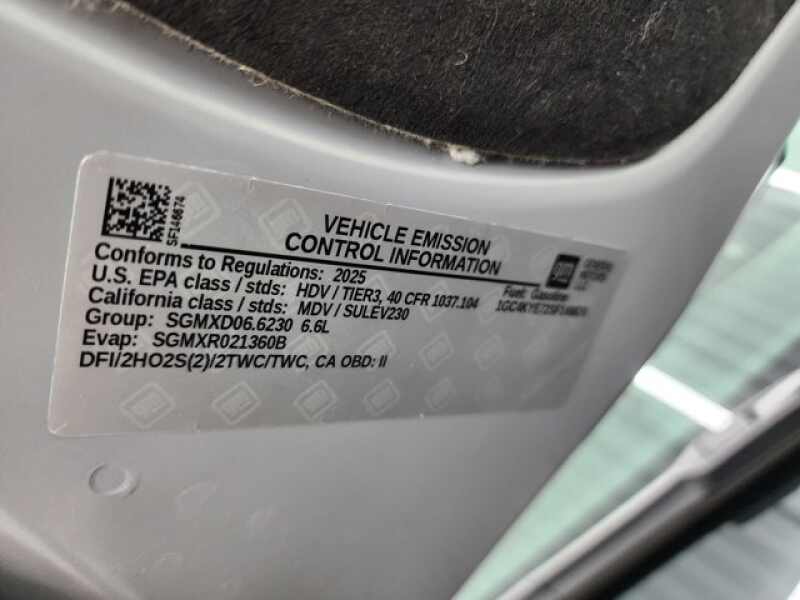 SF146674
VEHICLE EMISSION
CONTROL INFORMATION
gm
Conforms to Regulations: 2025
U.S. EPA class / stds: HDV / TIER3, 40 CFR 1037.104
Fuel: Gasoline
California class / stds: MDV / SULEV230
Group: SGMXD06.6230 6.6L
Evap: SGMXR021360B
DFI/2HO2S(2)/2TWC/TWC, CA OBD: II